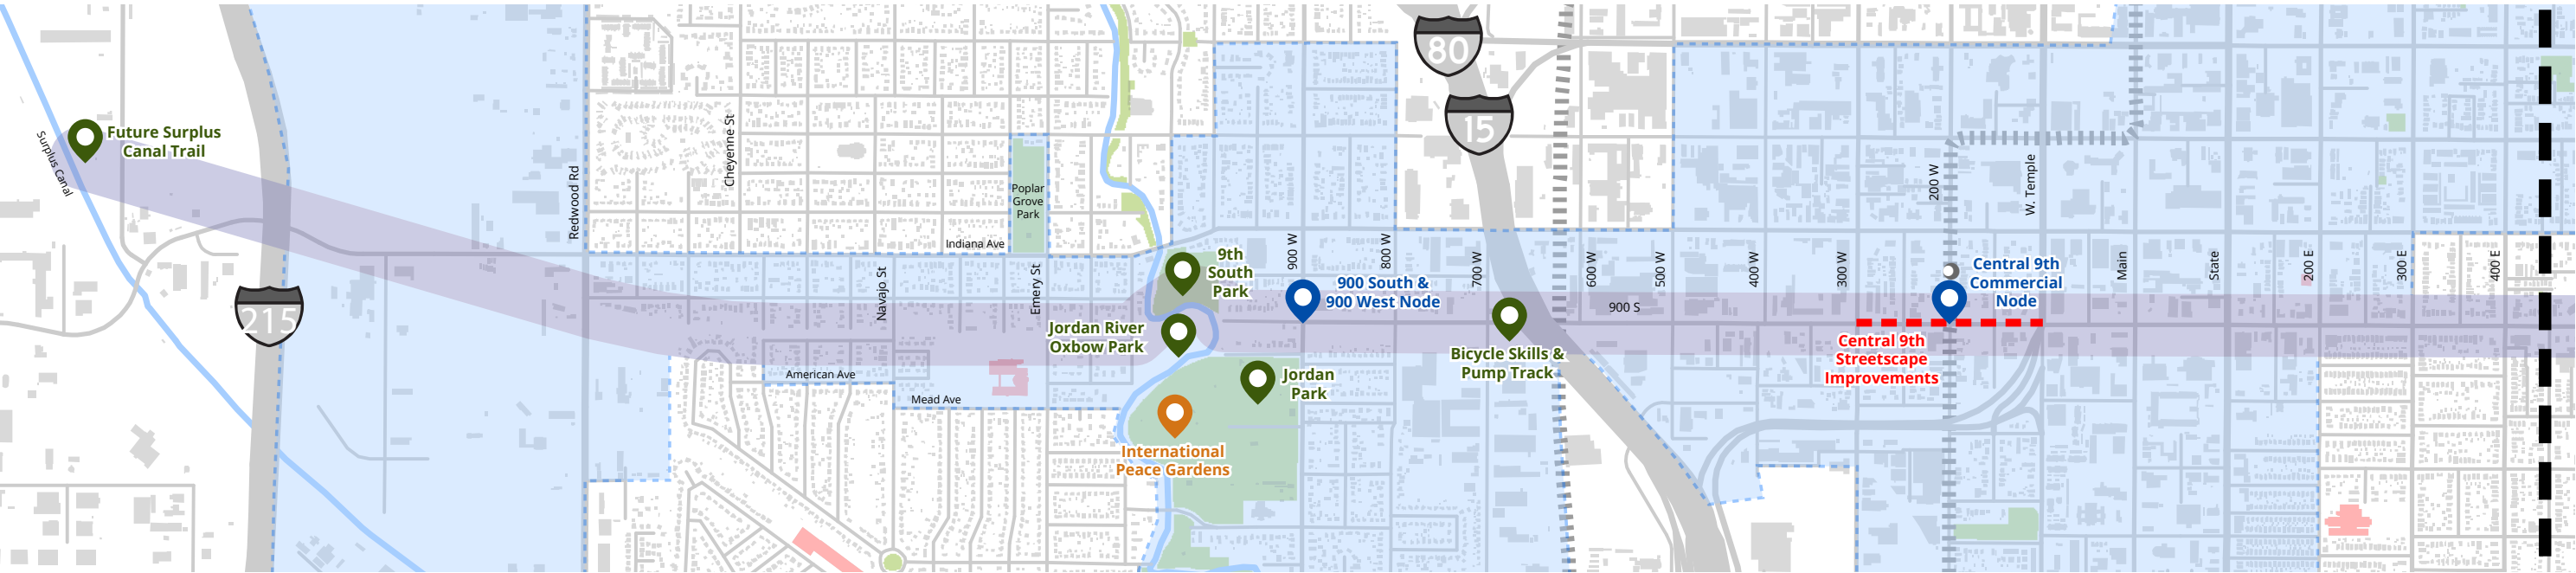 Future Surplus
Canal Trail
Surplus Canal
215
Redwood Rd
Cheyenne St
Poplar
Grove
Park
Indiana Ave
Navajo St
Emery St
American Ave
Mead Ave
9th
South
Park
Jordan River
Oxbow Park
Jordan
Park
International
Peace Gardens
900 W
900 South &
900 West Node
800 W
80
15
700 W
Bicycle Skills &
Pump Track
600 W
500 W
900 S
400 W
300 W
200 W
W. Temple
Central 9th
Commercial
Node
Central 9th
Streetscape
Improvements
Main
State
200 E
300 E
400 E